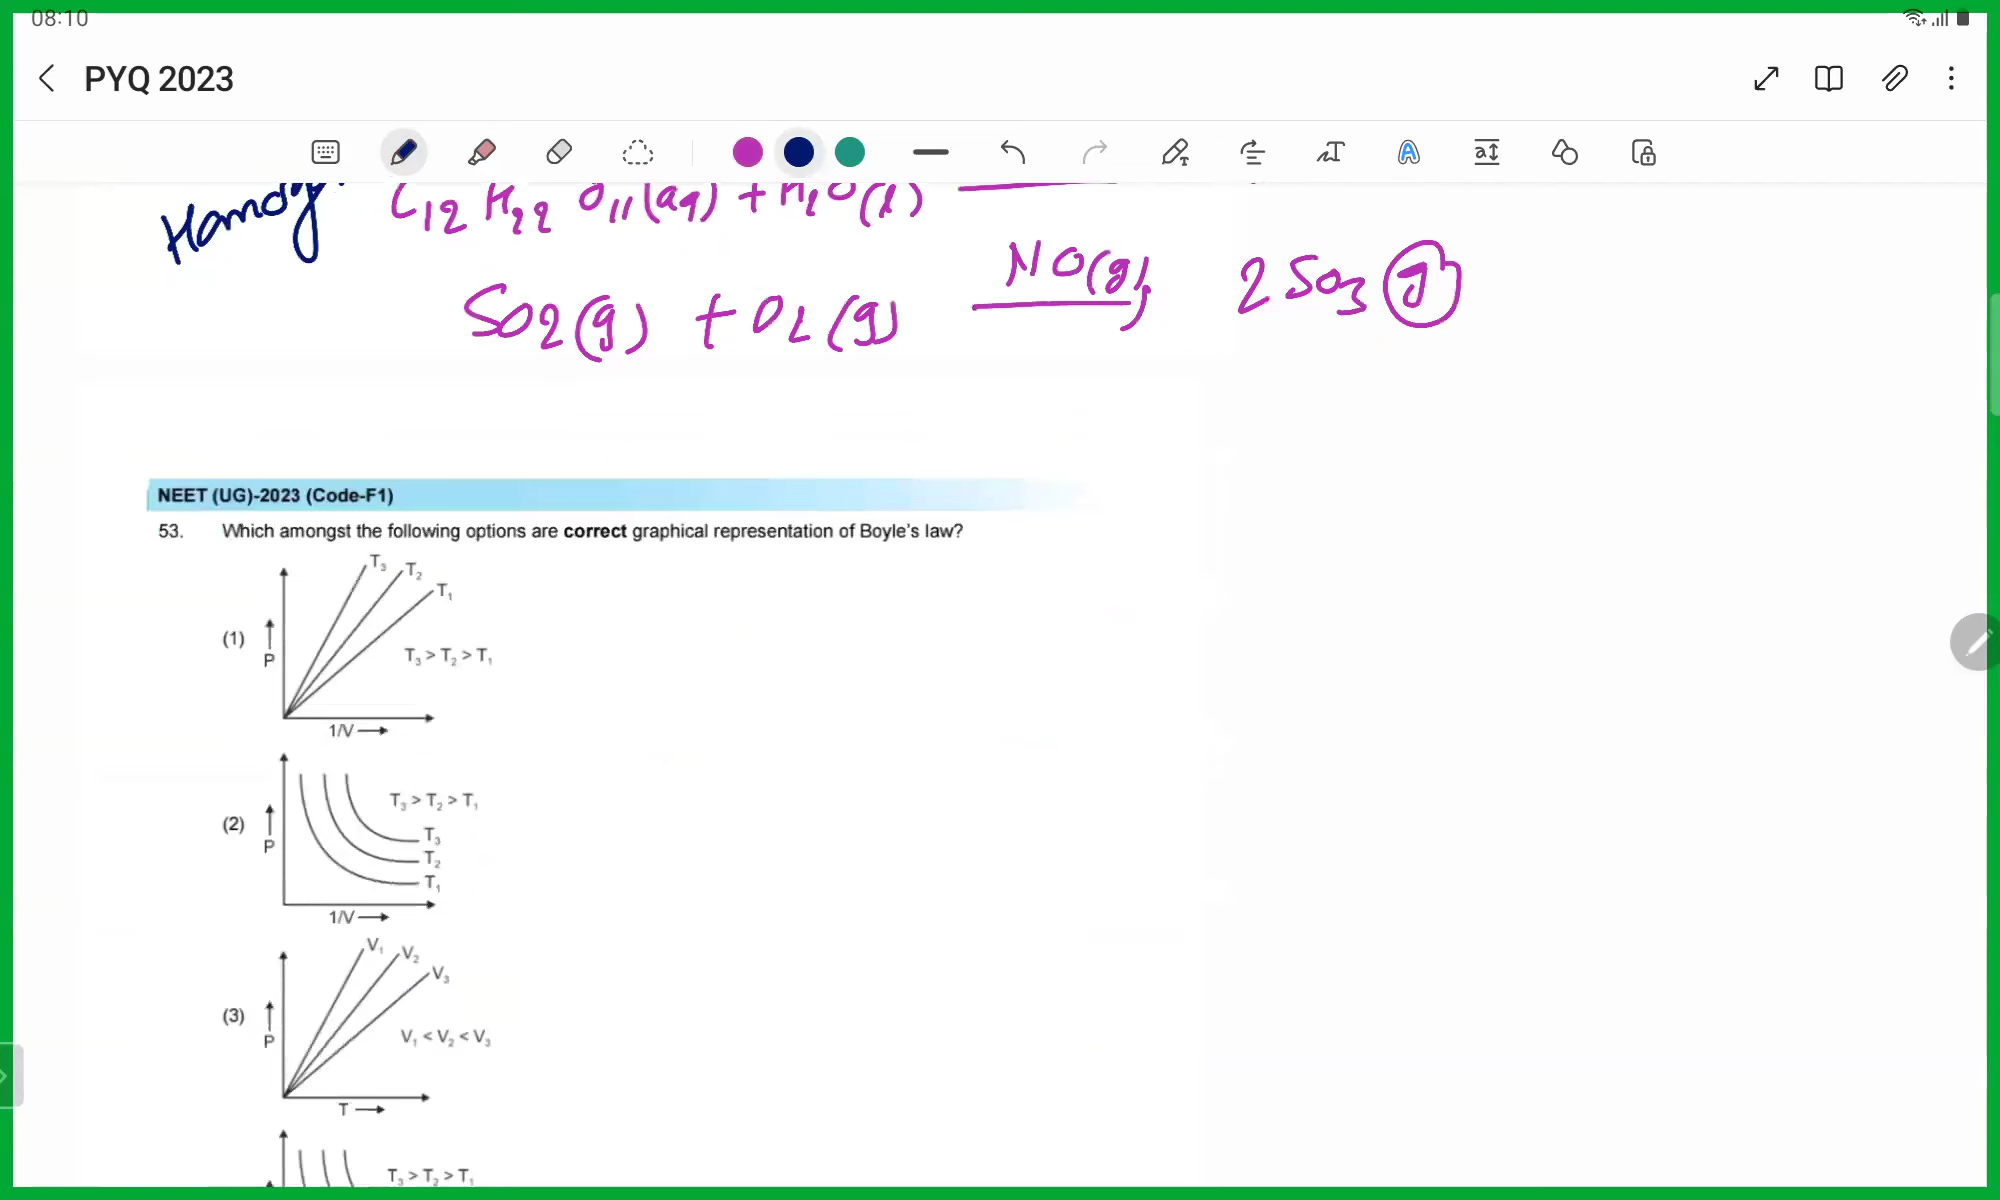 08:10
PYQ 2023
Handy:
C12 H22 O11(aq) + H2O(l)
SO2(g) + O2(g) NO(g) 2SO3 (g)
NEET (UG)-2023 (Code-F1)
53. Which amongst the following options are correct graphical representation of Boyle's law?
T3 T2 T1
(1) P
T3 > T2 > T1
1/V
T3 > T2 > T1
(2) P
T3
T2
T1
1/V
V1 V2 V3
(3) P
V1 < V2 < V3
T
T3 > T2 > T1